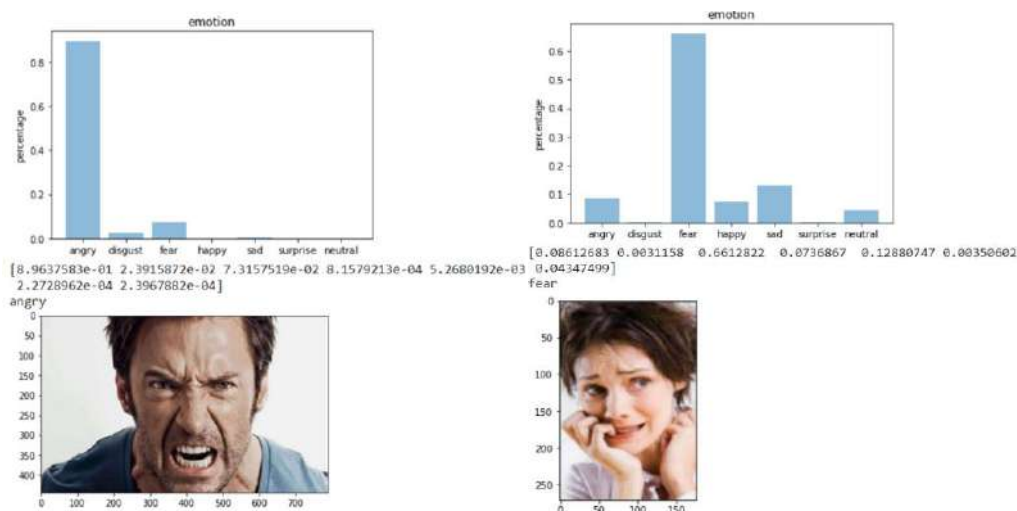 emotion
percentage
0.8
0.6
0.4
0.2
0.0
angry disgust fear happy sad surprise neutral
[8.9637583e-01 2.3915872e-02 7.3157519e-02 8.1579213e-04 5.2680192e-03
2.2728962e-04 2.3967882e-04]
angry
0
50
100
150
200
250
300
350
400
0 100 200 300 400 500 600 700
emotion
percentage
0.6
0.5
0.4
0.3
0.2
0.1
0.0
angry disgust fear happy sad surprise neutral
[0.08612683 0.0031158 0.6612822 0.0736867 0.12880747 0.00350602
0.04347499]
fear
0
50
100
150
200
250
0 50 100 150